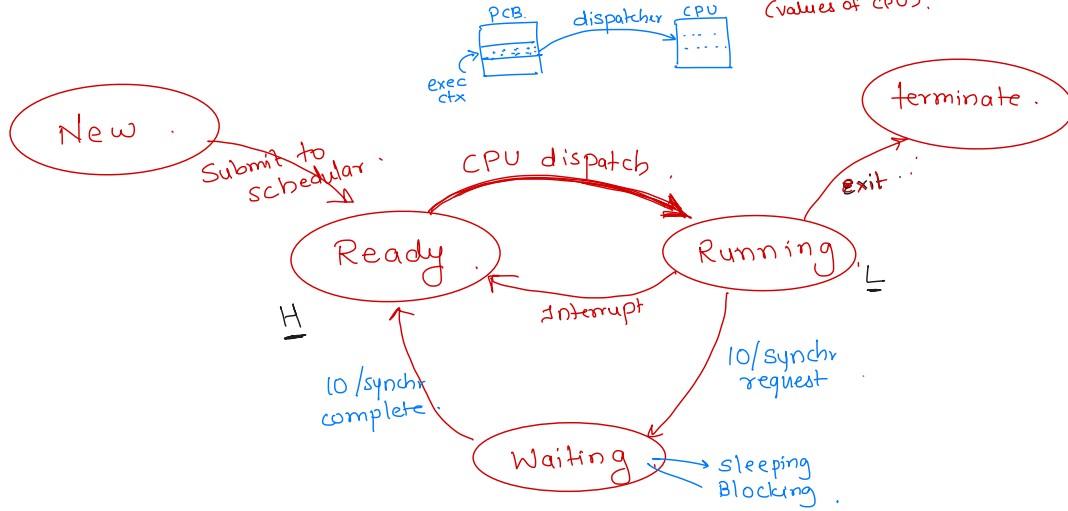 (values of CPU).
PCB.
dispatcher
CPU
exec
ctx
New .
terminate .
Submit to
schedular .
CPU dispatch .
exit ..
Ready .
Running .
L
H
Interrupt
IO/synchr
request .
IO/synchr
complete .
Waiting .
sleeping
Blocking .